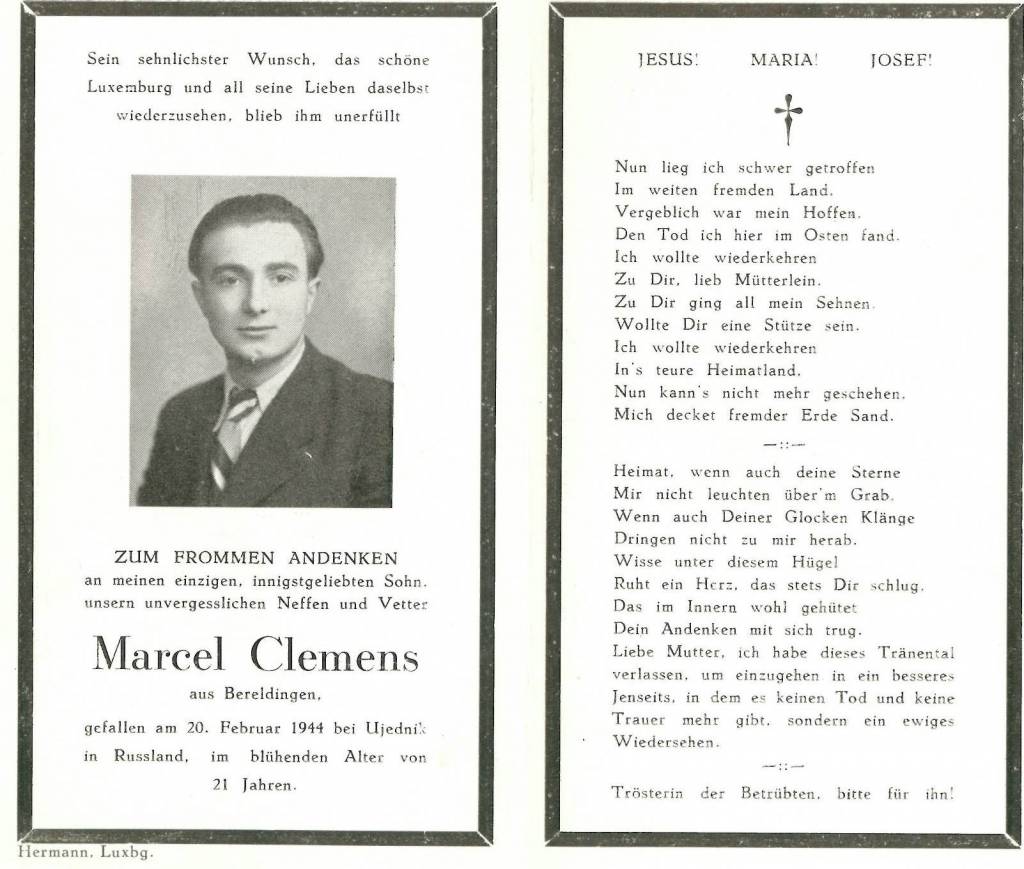 Sein sehnlichster Wunsch, das schöne
Luxemburg und all seine Lieben daselbst
wiederzusehen, blieb ihm unerfüllt
ZUM FROMMEN ANDENKEN
an meinen einzigen, innigstgeliebten Sohn,
unsern unvergesslichen Neffen und Vetter
Marcel Clemens
aus Bereldingen,
gefallen am 20. Februar 1944 bei Ujednik
in Russland, im blühenden Alter von
21 Jahren.
Hermann, Luxbg.
JESUS! MARIA! JOSEF!
Nun lieg ich schwer getroffen
Im weiten fremden Land.
Vergeblich war mein Hoffen.
Den Tod ich hier im Osten fand.
Ich wollte wiederkehren
Zu Dir, lieb Mütterlein.
Zu Dir ging all mein Sehnen.
Wollte Dir eine Stütze sein.
Ich wollte wiederkehren
In's teure Heimatland.
Nun kann's nicht mehr geschehen.
Mich decket fremder Erde Sand.
—::—
Heimat, wenn auch deine Sterne
Mir nicht leuchten über'm Grab.
Wenn auch Deiner Glocken Klänge
Dringen nicht zu mir herab.
Wisse unter diesem Hügel
Ruht ein Herz, das stets Dir schlug.
Das im Innern wohl gehütet
Dein Andenken mit sich trug.
Liebe Mutter, ich habe dieses Tränental
verlassen, um einzugehen in ein besseres
Jenseits, in dem es keinen Tod und keine
Trauer mehr gibt, sondern ein ewiges
Wiedersehen.
—::—
Trösterin der Betrübten, bitte für ihn!